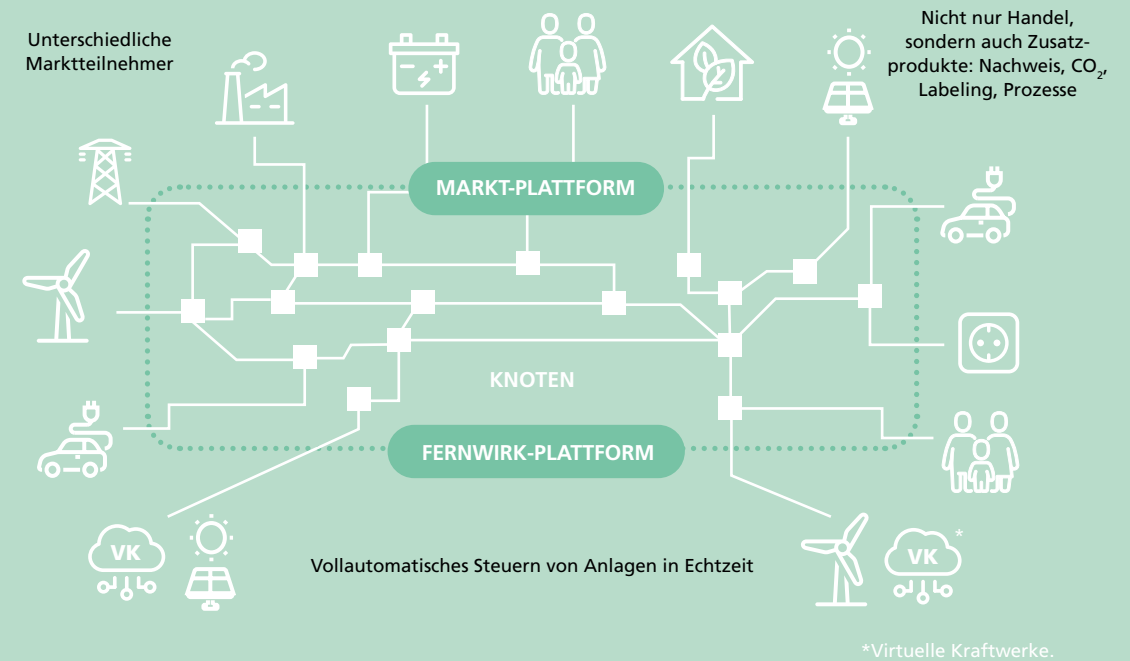 Unterschiedliche
Marktteilnehmer
Nicht nur Handel,
sondern auch Zusatz-
produkte: Nachweis, CO₂,
Labeling, Prozesse
MARKT-PLATTFORM
KNOTEN
FERNWIRK-PLATTFORM
VK
Vollautomatisches Steuern von Anlagen in Echtzeit
VK*
*Virtuelle Kraftwerke.